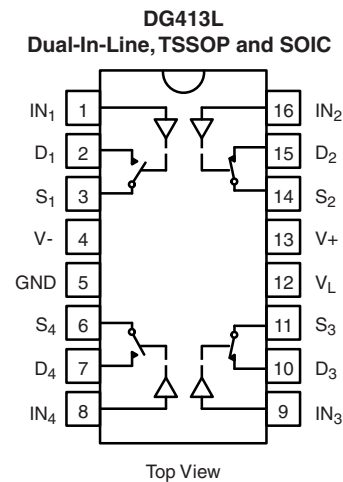 DG413L
Dual-In-Line, TSSOP and SOIC
IN1 1 16 IN2
D1 2 15 D2
S1 3 14 S2
V- 4 13 V+
GND 5 12 VL
S4 6 11 S3
D4 7 10 D3
IN4 8 9 IN3
Top View